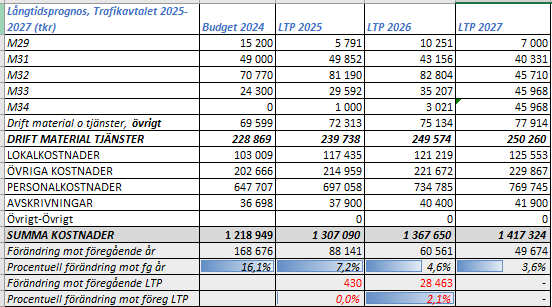 Långtidsprognos, Trafikavtalet 2025-
2027 (tkr) Budget 2024 LTP 2025 LTP 2026 LTP 2027
M29 15 200 5 791 10 251 7 000
M31 49 000 49 852 43 156 40 331
M32 70 770 81 190 82 804 45 710
M33 24 300 29 592 35 207 45 968
M34 0 1 000 3 021 45 968
Drift material o tjänster, övrigt 69 599 72 313 75 134 77 914
DRIFT MATERIAL TJÄNSTER 228 869 239 738 249 574 250 260
LOKALKOSTNADER 103 009 117 435 121 219 125 553
ÖVRIGA KOSTNADER 202 666 214 959 221 672 229 867
PERSONALKOSTNADER 647 707 697 058 734 785 769 745
AVSKRIVNINGAR 36 698 37 900 40 400 41 900
Övrigt-Övrigt 0 0 0
SUMMA KOSTNADER 1 218 949 1 307 090 1 367 650 1 417 324
Förändring mot föregående år 168 676 88 141 60 561 49 674
Procentuell förändring mot fg år 16,1% 7,2% 4,6% 3,6%
Förändring mot föregående LTP 430 28 463 -
Procentuell förändring mot föreg LTP 0,0% 2,1% -